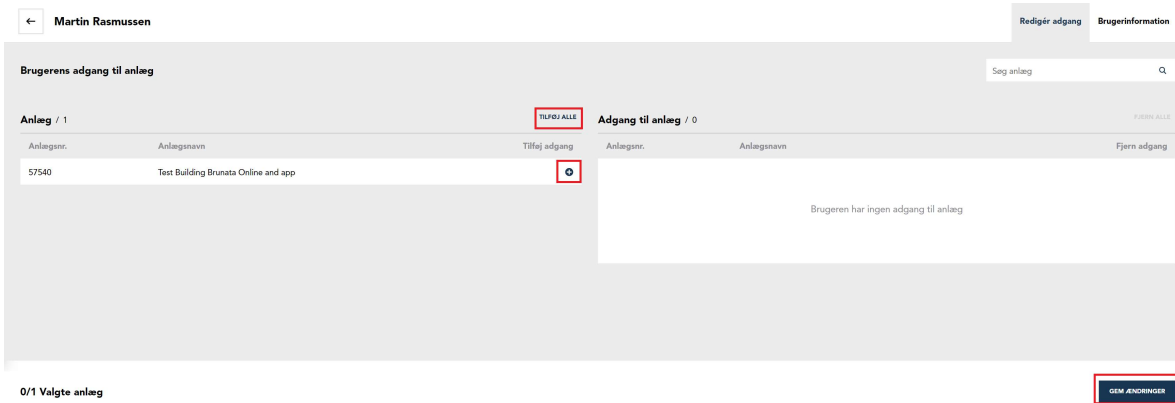 Martin Rasmussen
Redigér adgang
Brugerinformation
Brugerens adgang til anlæg
Søg anlæg
Anlæg / 1
TILFØJ ALLE
Anlægsnr.
Anlægsnavn
Tilføj adgang
57540
Test Building Brunata Online and app
Adgang til anlæg / 0
FJERN ALLE
Anlægsnr.
Anlægsnavn
Fjern adgang
Brugeren har ingen adgang til anlæg
0/1 Valgte anlæg
GEM ÆNDRINGER